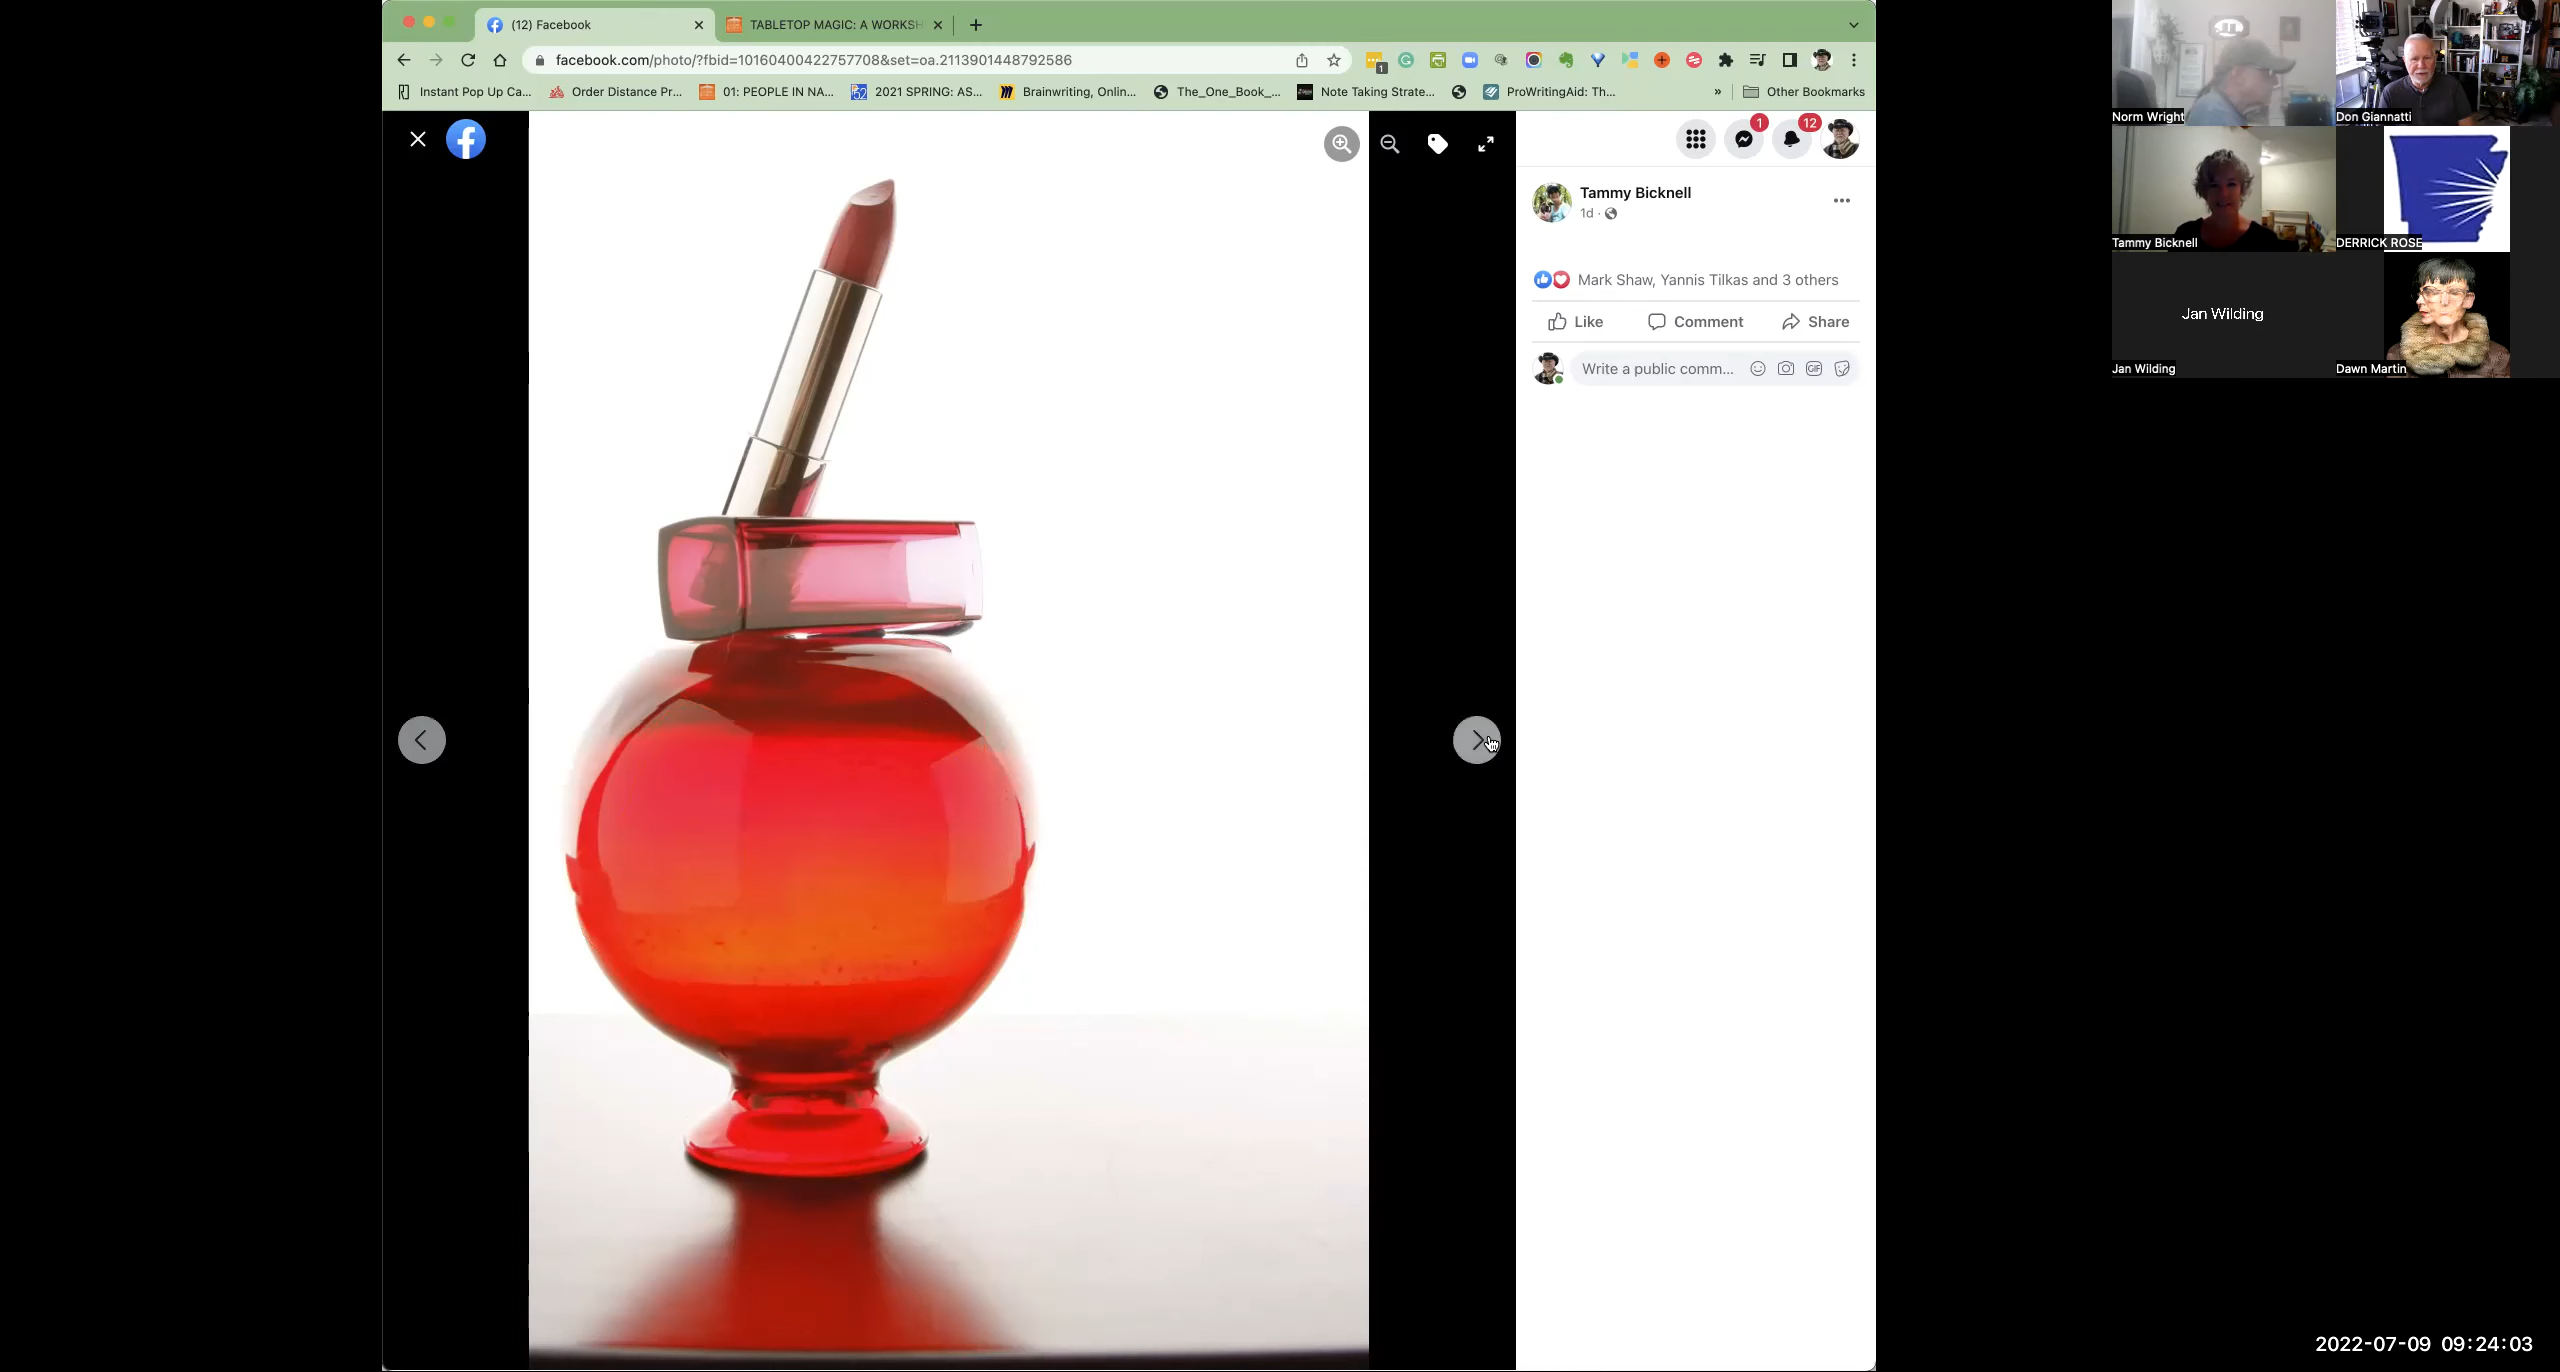 (12) Facebook
TABLETOP MAGIC: A WORKSH
facebook.com/photo/?fbid=10160400422757708&set=oa.2113901448792586
1
Instant Pop Up Ca...
Order Distance Pr...
01: PEOPLE IN NA...
2021 SPRING: AS...
Brainwriting, Onlin...
The_One_Book_...
Note Taking Strate...
ProWritingAid: Th...
»
Other Bookmarks
1
12
Tammy Bicknell
1d ·
Mark Shaw, Yannis Tilkas and 3 others
Like
Comment
Share
Write a public comm...
GIF
Norm Wright
Don Giannatti
Tammy Bicknell
DERRICK ROSE
Jan Wilding
Jan Wilding
Dawn Martin
2022-07-09 09:24:03